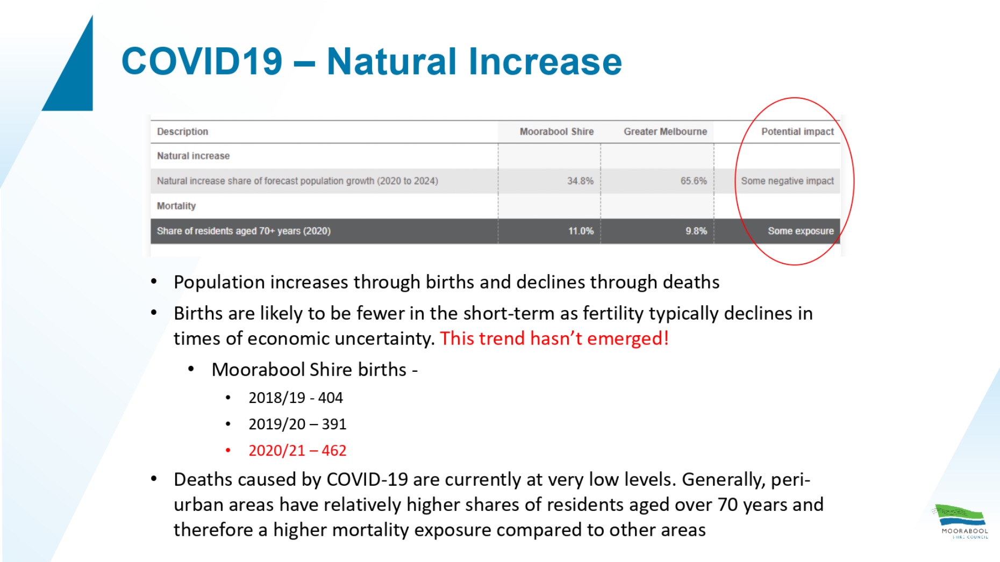 COVID19 – Natural Increase
Description Moorabool Shire Greater Melbourne Potential impact
Natural increase
Natural increase share of forecast population growth (2020 to 2024) 34.8% 65.6% Some negative impact
Mortality
Share of residents aged 70+ years (2020) 11.0% 9.8% Some exposure
• Population increases through births and declines through deaths
• Births are likely to be fewer in the short-term as fertility typically declines in
times of economic uncertainty. This trend hasn’t emerged!
• Moorabool Shire births -
• 2018/19 - 404
• 2019/20 – 391
• 2020/21 – 462
• Deaths caused by COVID-19 are currently at very low levels. Generally, peri-
urban areas have relatively higher shares of residents aged over 70 years and
therefore a higher mortality exposure compared to other areas
MOORABOOL
SHIRE COUNCIL